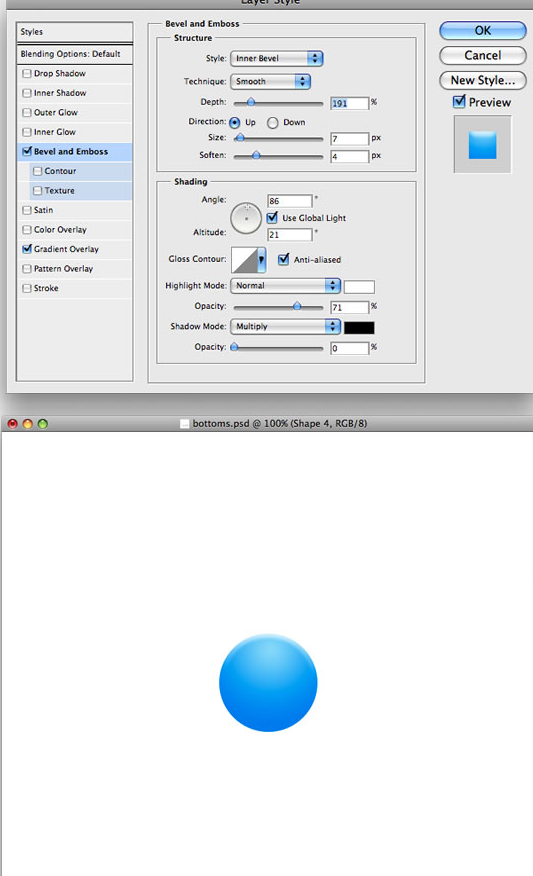 Layer Style
Styles
Blending Options: Default
Drop Shadow
Inner Shadow
Outer Glow
Inner Glow
Bevel and Emboss
Contour
Texture
Satin
Color Overlay
Gradient Overlay
Pattern Overlay
Stroke
Bevel and Emboss
Structure
Style: Inner Bevel
Technique: Smooth
Depth: 191 %
Direction: Up Down
Size: 7 px
Soften: 4 px
Shading
Angle: 86 °
Use Global Light
Altitude: 21 °
Gloss Contour: Anti-aliased
Highlight Mode: Normal
Opacity: 71 %
Shadow Mode: Multiply
Opacity: 0 %
OK
Cancel
New Style...
Preview
bottoms.psd @ 100% (Shape 4, RGB/8)